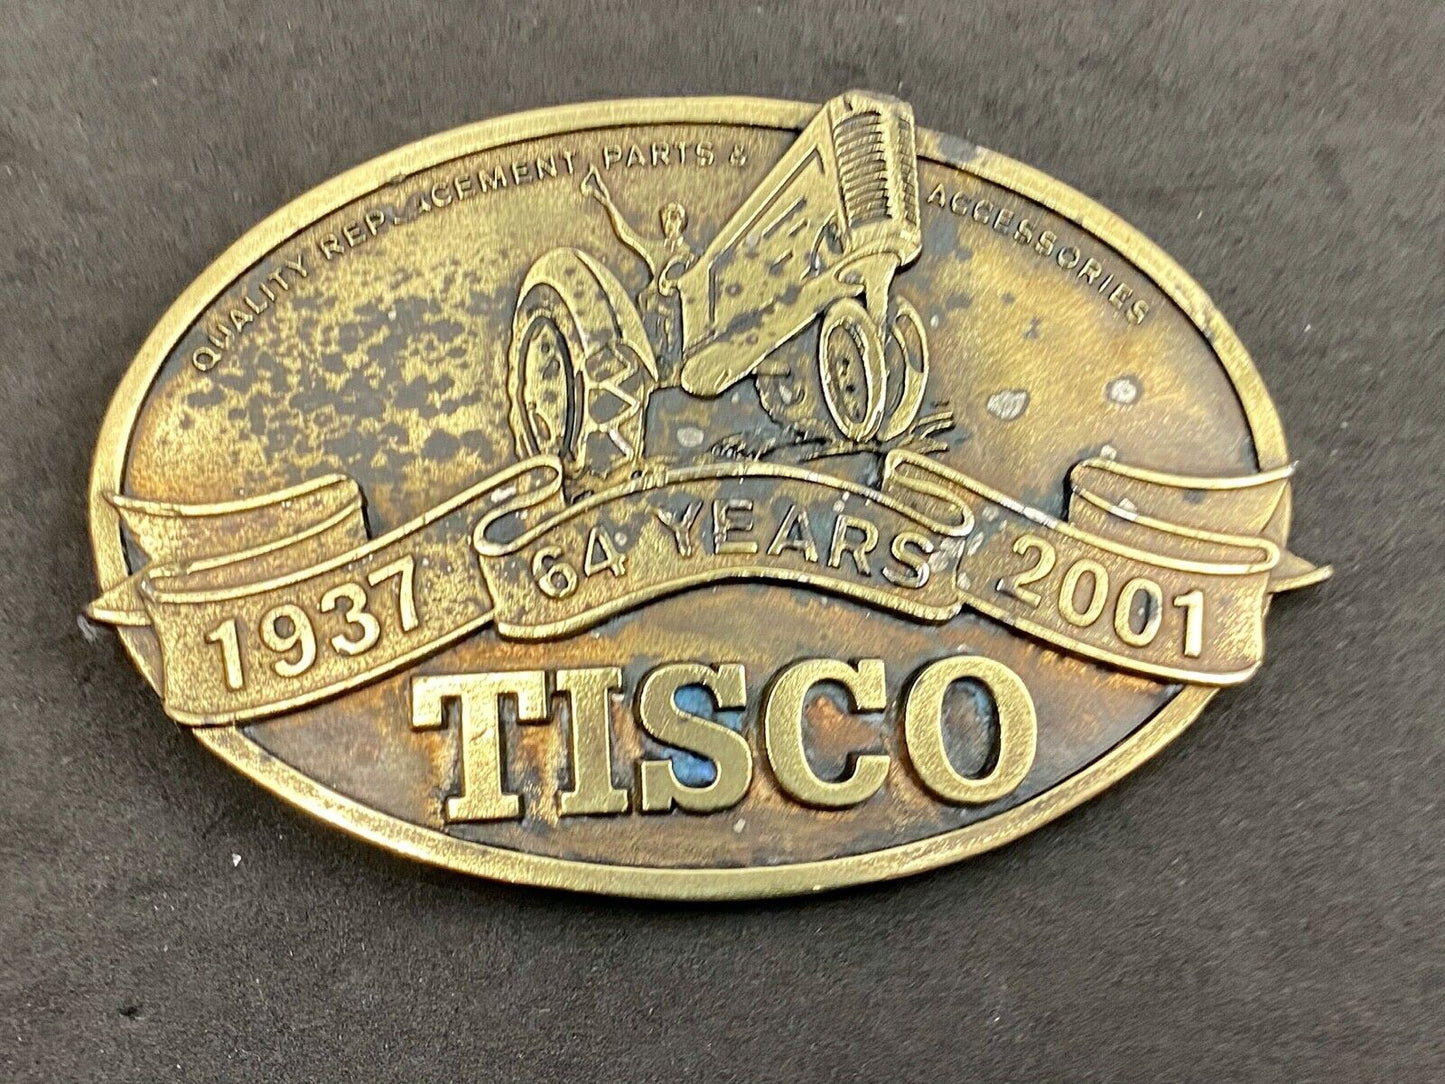 QUALITY REPLACEMENT PARTS & ACCESSORIES
1937 64 YEARS 2001
TISCO